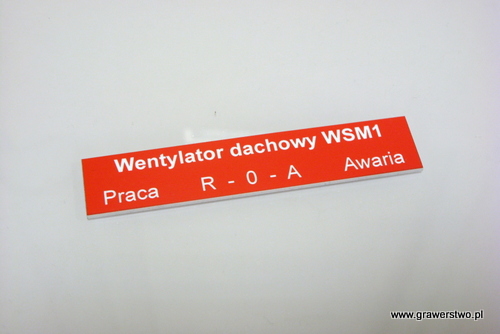 Wentylator dachowy WSM1
Praca R - 0 - A Awaria
www.grawerstwo.pl